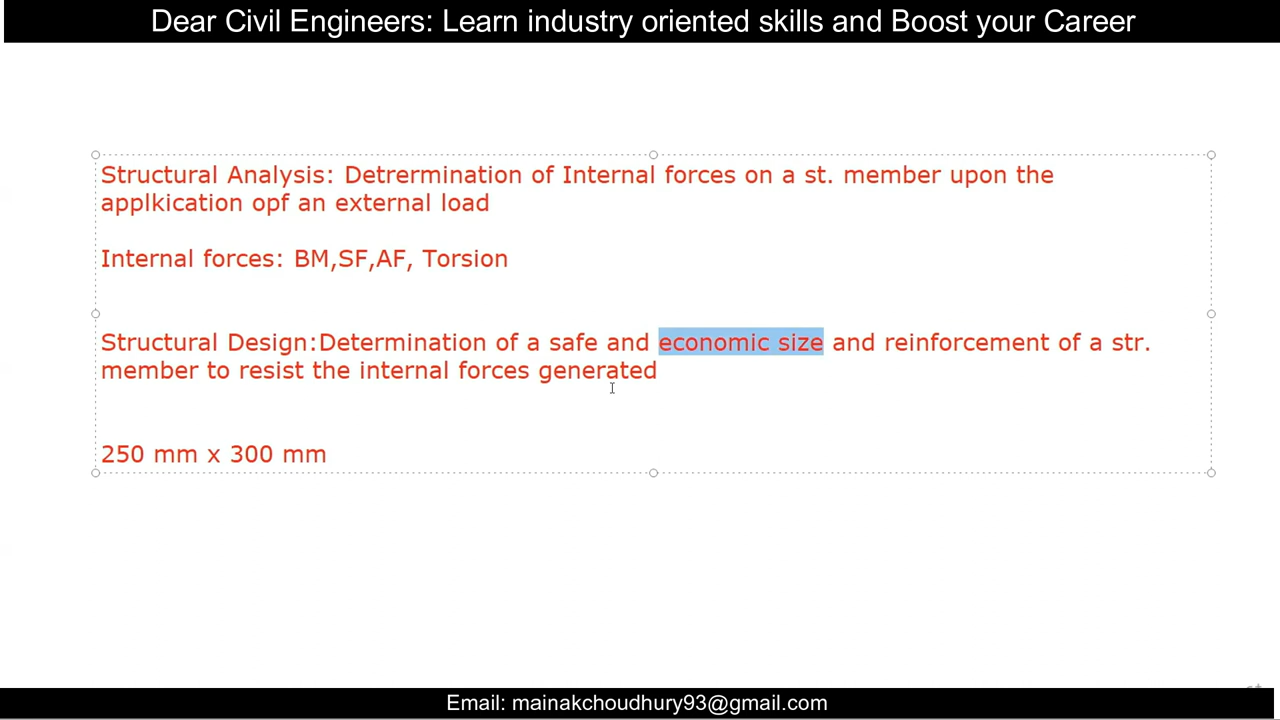 Dear Civil Engineers: Learn industry oriented skills and Boost your Career
Structural Analysis: Detrermination of Internal forces on a st. member upon the
applkication opf an external load
Internal forces: BM,SF,AF, Torsion
Structural Design:Determination of a safe and economic size and reinforcement of a str.
member to resist the internal forces generated
250 mm x 300 mm
Email: mainakchoudhury93@gmail.com